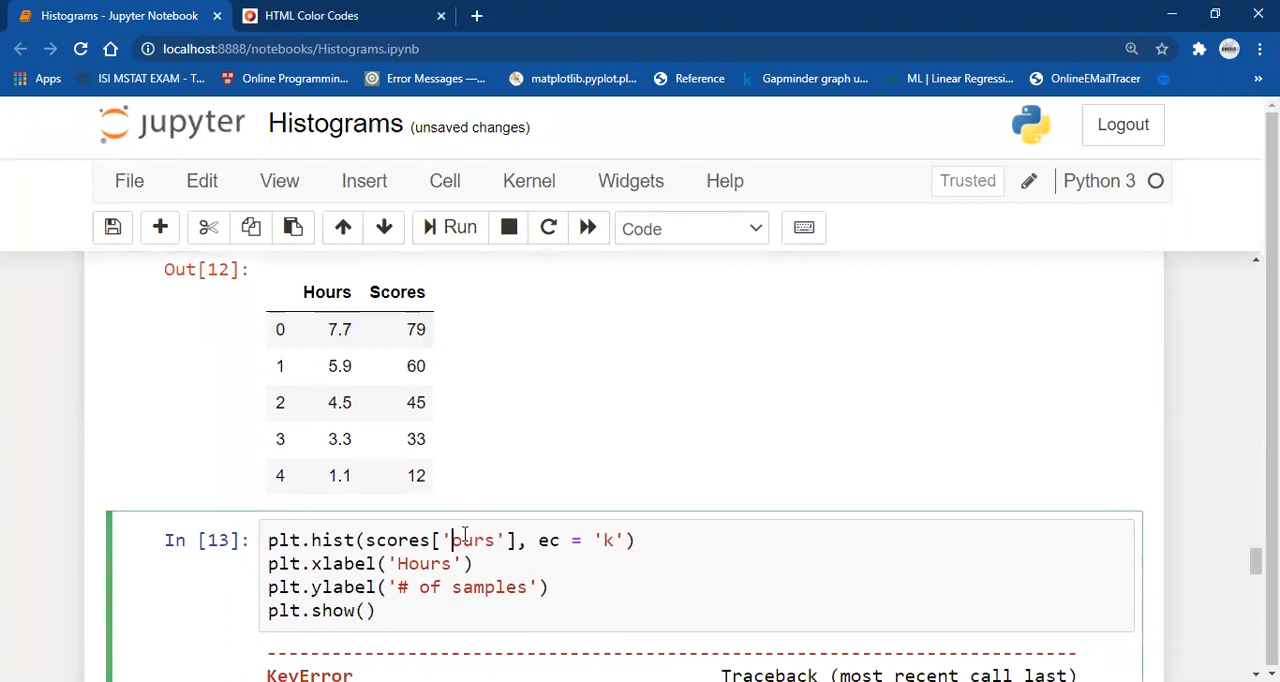 Histograms - Jupyter Notebook
HTML Color Codes
localhost:8888/notebooks/Histograms.ipynb
Apps
ISI MSTAT EXAM - T...
Online Programmin...
Error Messages —...
matplotlib.pyplot.pl...
Reference
k
Gapminder graph u...
ML | Linear Regressi...
OnlineEMailTracer
»
jupyter
Histograms (unsaved changes)
Logout
File
Edit
View
Insert
Cell
Kernel
Widgets
Help
Trusted
Python 3
Run
Code
Out[12]:
Hours Scores
0 7.7 79
1 5.9 60
2 4.5 45
3 3.3 33
4 1.1 12
In [13]:
plt.hist(scores['ours'], ec = 'k')
plt.xlabel('Hours')
plt.ylabel('# of samples')
plt.show()
---------------------------------------------------------------------------
KeyError Traceback (most recent call last)